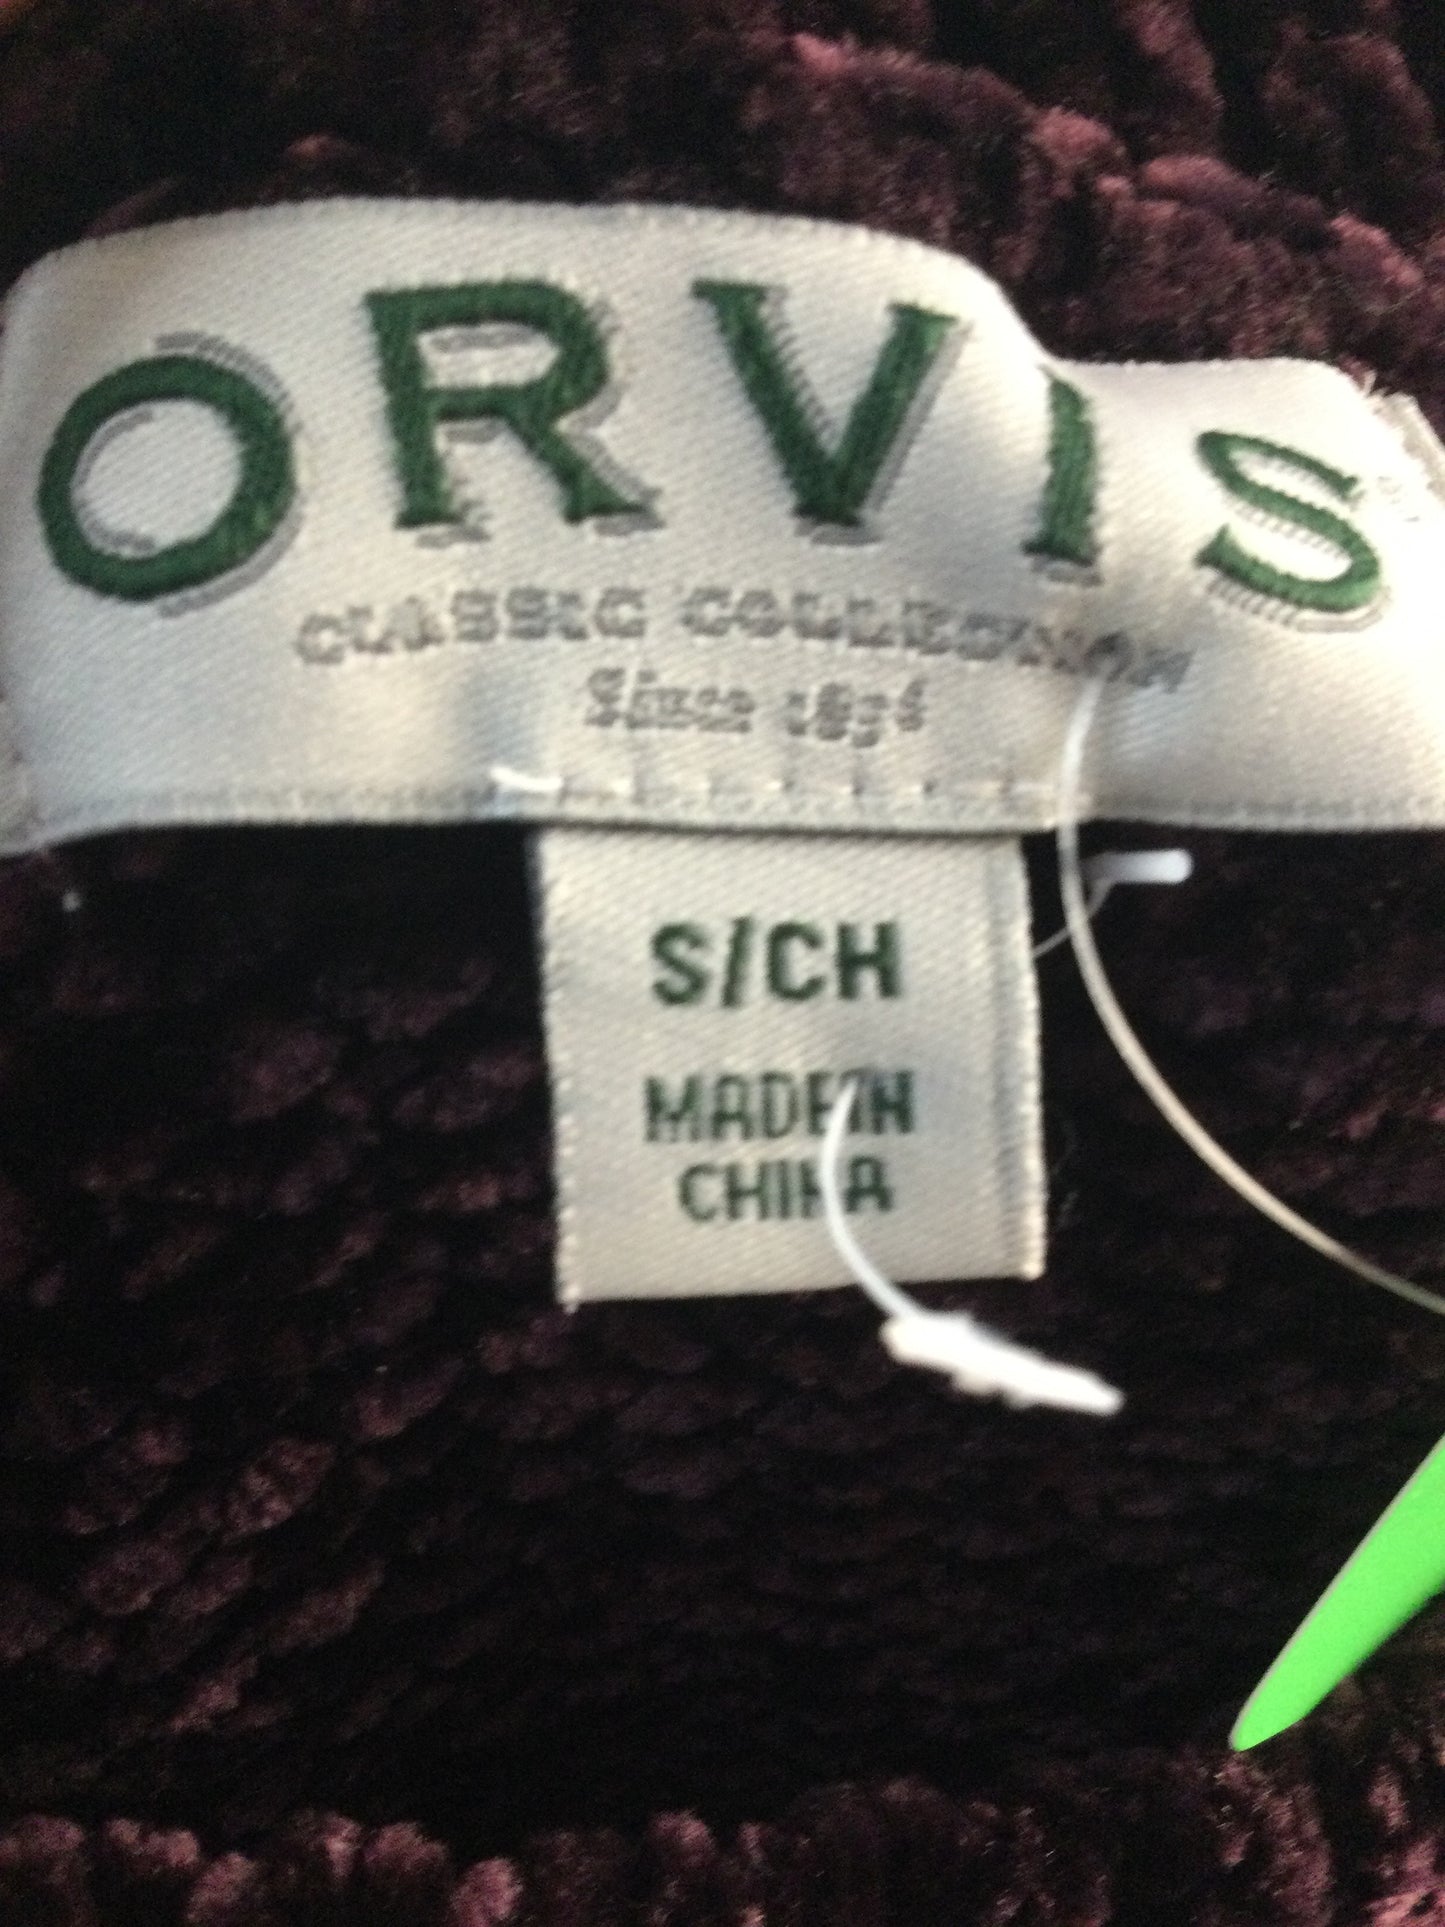 ORVIS
CLASSIC COLLECTION
Since 1856
S/CH
MADE IN
CHINA